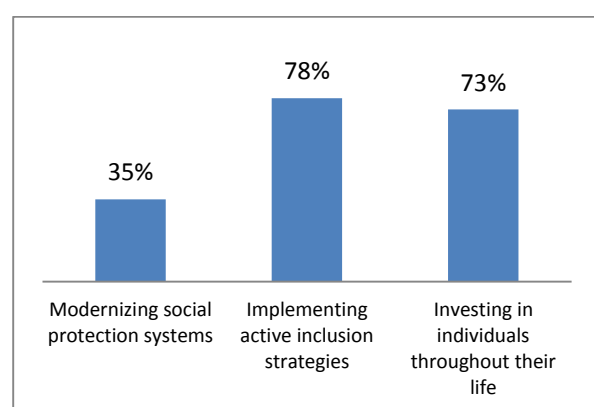 35%
78%
73%
Modernizing social
protection systems
Implementing
active inclusion
strategies
Investing in
individuals
throughout their
life